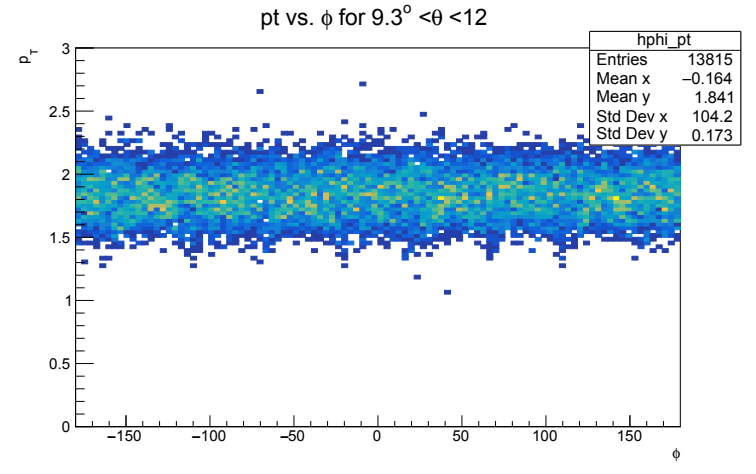 pt vs. ϕ for 9.3° <θ <12
hphi_pt
Entries 13815
Mean x −0.164
Mean y 1.841
Std Dev x 104.2
Std Dev y 0.173
p_T
3
2.5
2
1.5
1
0.5
0
−150 −100 −50 0 50 100 150
ϕ